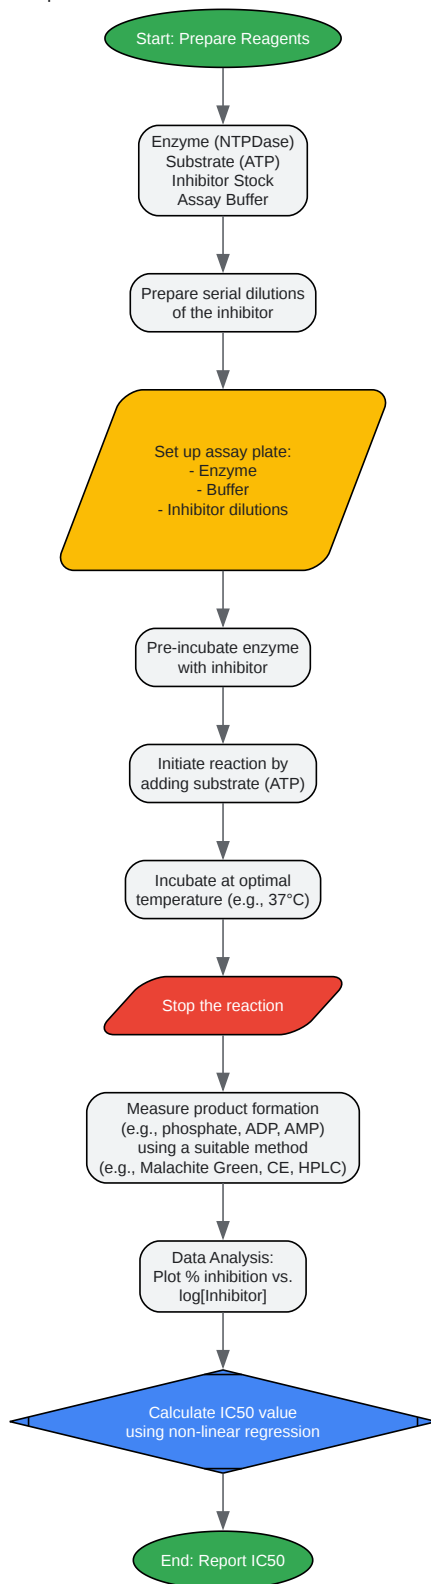 Start: Prepare Reagents
Enzyme (NTPDase)
Substrate (ATP)
Inhibitor Stock
Assay Buffer
Prepare serial dilutions
of the inhibitor
Set up assay plate:
- Enzyme
- Buffer
- Inhibitor dilutions
Pre-incubate enzyme
with inhibitor
Initiate reaction by
adding substrate (ATP)
Incubate at optimal
temperature (e.g., 37°C)
Stop the reaction
Measure product formation
(e.g., phosphate, ADP, AMP)
using a suitable method
(e.g., Malachite Green, CE, HPLC)
Data Analysis:
Plot % inhibition vs.
log[Inhibitor]
Calculate IC50 value
using non-linear regression
End: Report IC50